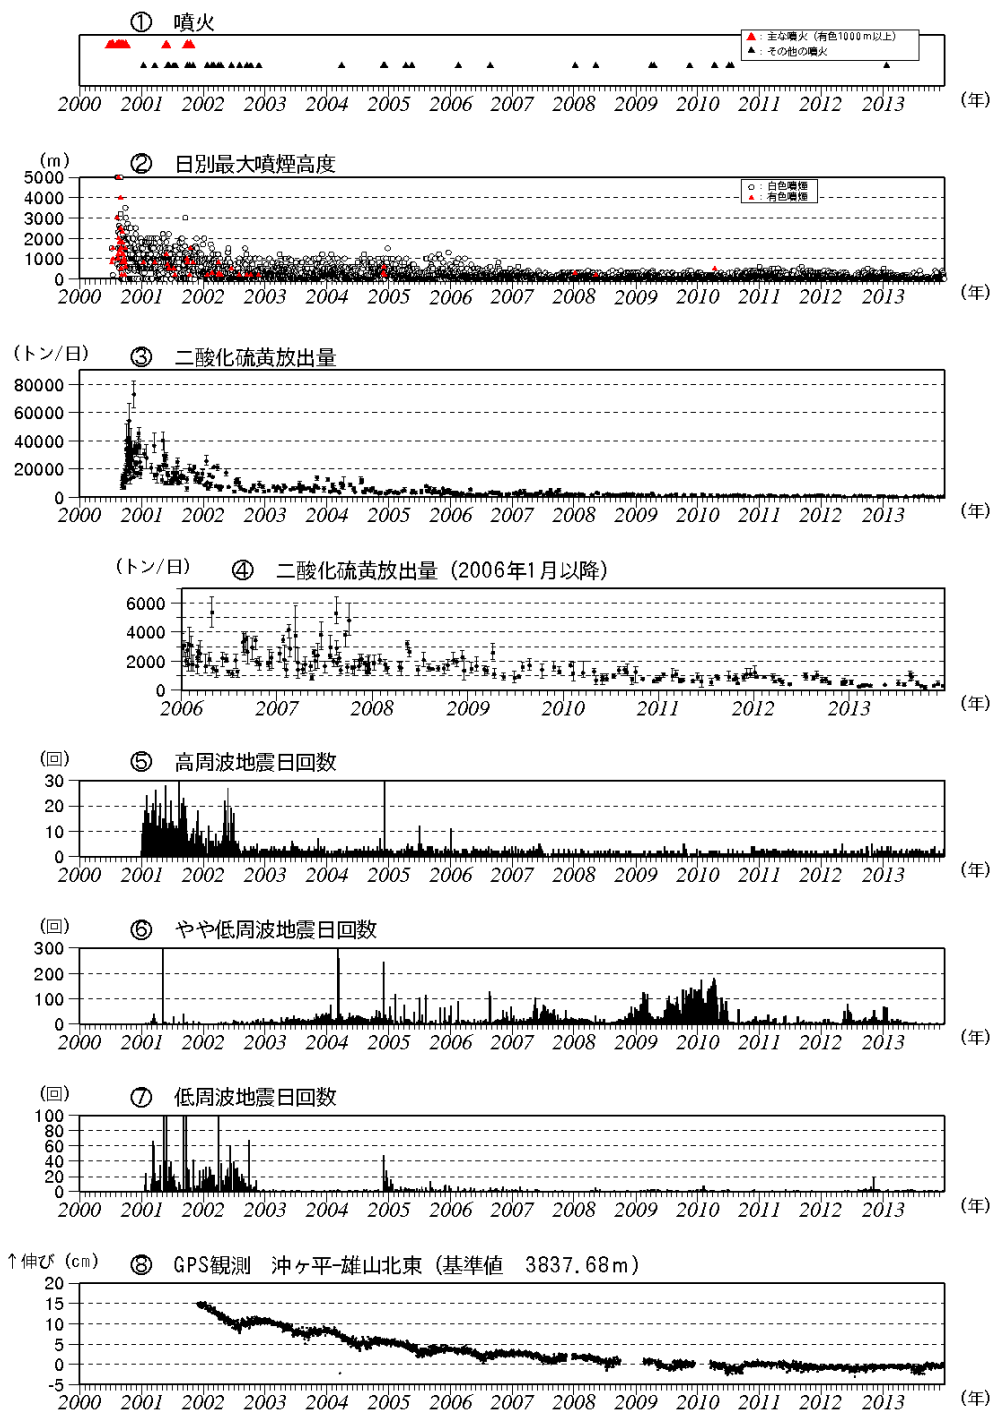 ① 噴火
▲: 主な噴火 (有色1000m以上)
▲: その他の噴火
2000 2001 2002 2003 2004 2005 2006 2007 2008 2009 2010 2011 2012 2013 (年)
(m) ② 日別最大噴煙高度
○: 白色噴煙
▲: 有色噴煙
5000
4000
3000
2000
1000
0
2000 2001 2002 2003 2004 2005 2006 2007 2008 2009 2010 2011 2012 2013 (年)
(トン/日) ③ 二酸化硫黄放出量
80000
60000
40000
20000
0
2000 2001 2002 2003 2004 2005 2006 2007 2008 2009 2010 2011 2012 2013 (年)
(トン/日) ④ 二酸化硫黄放出量 (2006年1月以降)
6000
4000
2000
0
2006 2007 2008 2009 2010 2011 2012 2013 (年)
(回) ⑤ 高周波地震日回数
30
20
10
0
2000 2001 2002 2003 2004 2005 2006 2007 2008 2009 2010 2011 2012 2013 (年)
(回) ⑥ やや低周波地震日回数
300
200
100
0
2000 2001 2002 2003 2004 2005 2006 2007 2008 2009 2010 2011 2012 2013 (年)
(回) ⑦ 低周波地震日回数
100
80
60
40
20
0
2000 2001 2002 2003 2004 2005 2006 2007 2008 2009 2010 2011 2012 2013 (年)
↑伸び (cm) ⑧ GPS観測 沖ヶ平-雄山北東 (基準値 3837.68m)
20
15
10
5
0
-5
2000 2001 2002 2003 2004 2005 2006 2007 2008 2009 2010 2011 2012 2013 (年)